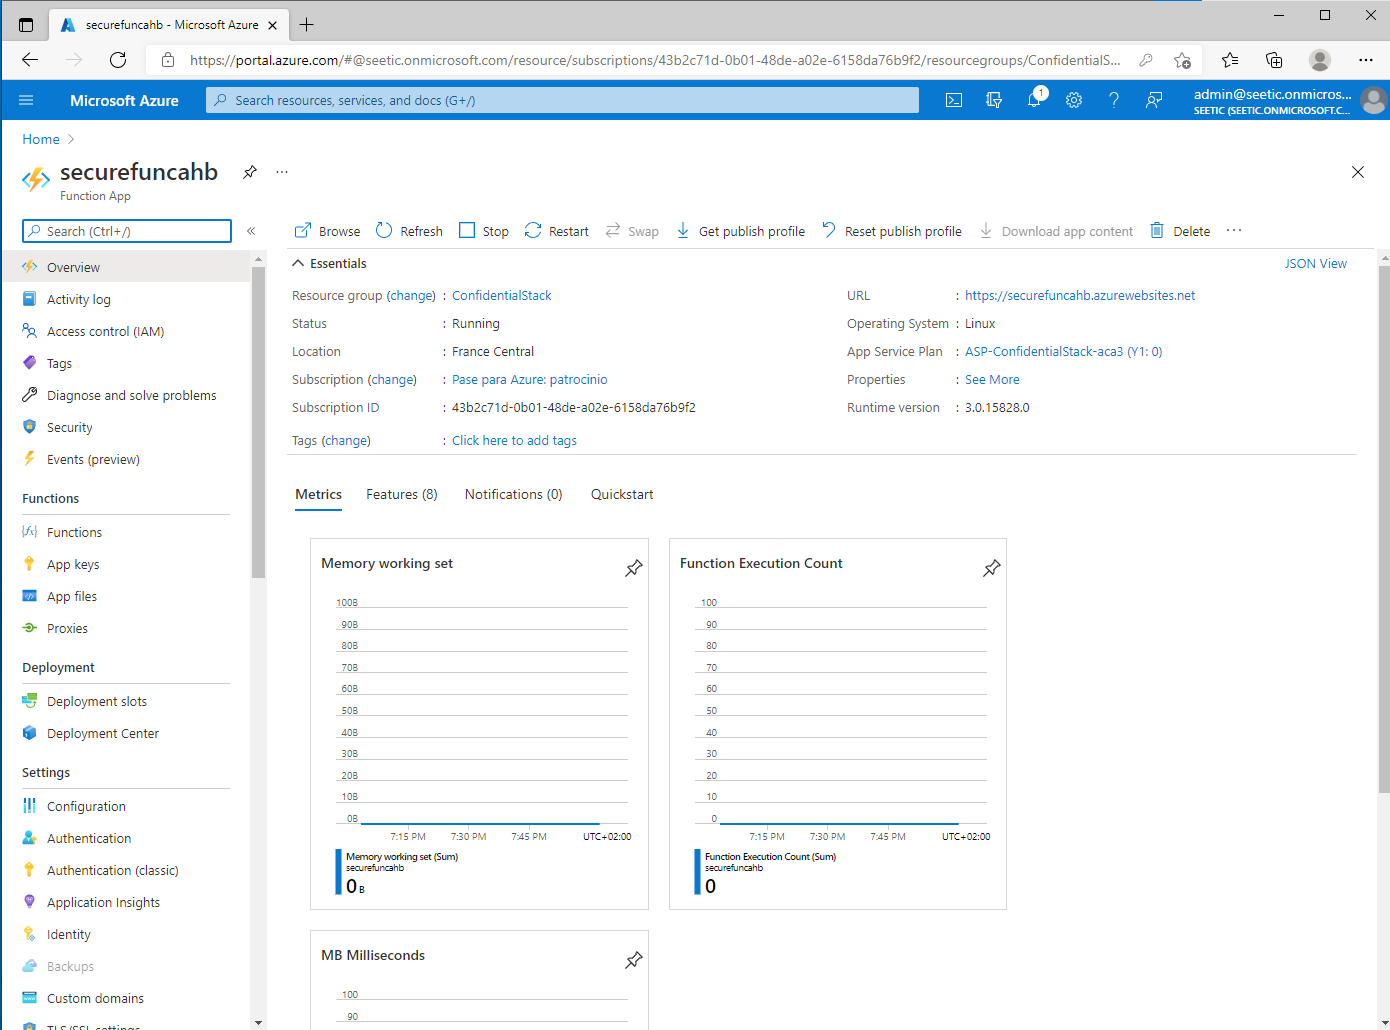 securefuncahb - Microsoft Azure
https://portal.azure.com/#@seetic.onmicrosoft.com/resource/subscriptions/43b2c71d-0b01-48de-a02e-6158da76b9f2/resourcegroups/ConfidentialS...
Microsoft Azure
Search resources, services, and docs (G+/)
1
admin@seetic.onmicros...
SEETIC (SEETIC.ONMICROSOFT.C...
Home
securefuncahb
Function App
Search (Ctrl+/)
Overview
Activity log
Access control (IAM)
Tags
Diagnose and solve problems
Security
Events (preview)
Functions
Functions
App keys
App files
Proxies
Deployment
Deployment slots
Deployment Center
Settings
Configuration
Authentication
Authentication (classic)
Application Insights
Identity
Backups
Custom domains
TLS/SSL settings
Browse Refresh Stop Restart Swap Get publish profile Reset publish profile Download app content Delete
Essentials
JSON View
Resource group (change) : ConfidentialStack
Status : Running
Location : France Central
Subscription (change) : Pase para Azure: patrocinio
Subscription ID : 43b2c71d-0b01-48de-a02e-6158da76b9f2
Tags (change) : Click here to add tags
URL : https://securefuncahb.azurewebsites.net
Operating System : Linux
App Service Plan : ASP-ConfidentialStack-aca3 (Y1: 0)
Properties : See More
Runtime version : 3.0.15828.0
Metrics Features (8) Notifications (0) Quickstart
Memory working set
100B
90B
80B
70B
60B
50B
40B
30B
20B
10B
0B
7:15 PM 7:30 PM 7:45 PM UTC+02:00
Memory working set (Sum)
securefuncahb
0 B
Function Execution Count
100
90
80
70
60
50
40
30
20
10
0
7:15 PM 7:30 PM 7:45 PM UTC+02:00
Function Execution Count (Sum)
securefuncahb
0
MB Milliseconds
100
90